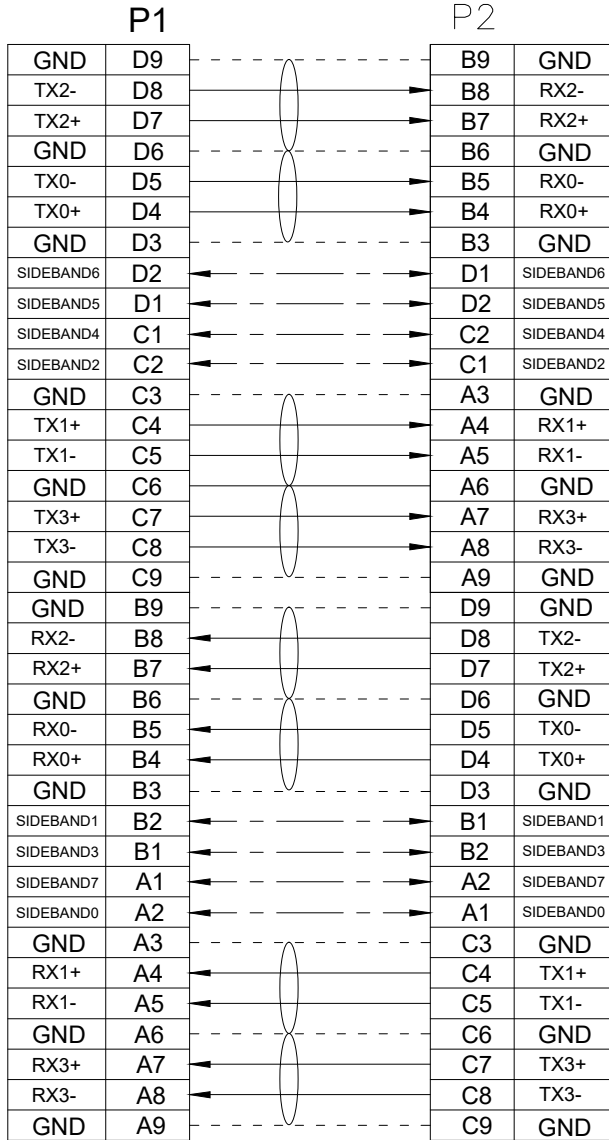 P1 P2
GND D9 B9 GND
TX2- D8 B8 RX2-
TX2+ D7 B7 RX2+
GND D6 B6 GND
TX0- D5 B5 RX0-
TX0+ D4 B4 RX0+
GND D3 B3 GND
SIDEBAND6 D2 D1 SIDEBAND6
SIDEBAND5 D1 D2 SIDEBAND5
SIDEBAND4 C1 C2 SIDEBAND4
SIDEBAND2 C2 C1 SIDEBAND2
GND C3 A3 GND
TX1+ C4 A4 RX1+
TX1- C5 A5 RX1-
GND C6 A6 GND
TX3+ C7 A7 RX3+
TX3- C8 A8 RX3-
GND C9 A9 GND
GND B9 D9 GND
RX2- B8 D8 TX2-
RX2+ B7 D7 TX2+
GND B6 D6 GND
RX0- B5 D5 TX0-
RX0+ B4 D4 TX0+
GND B3 D3 GND
SIDEBAND1 B2 B1 SIDEBAND1
SIDEBAND3 B1 B2 SIDEBAND3
SIDEBAND7 A1 A2 SIDEBAND7
SIDEBAND0 A2 A1 SIDEBAND0
GND A3 C3 GND
RX1+ A4 C4 TX1+
RX1- A5 C5 TX1-
GND A6 C6 GND
RX3+ A7 C7 TX3+
RX3- A8 C8 TX3-
GND A9 C9 GND